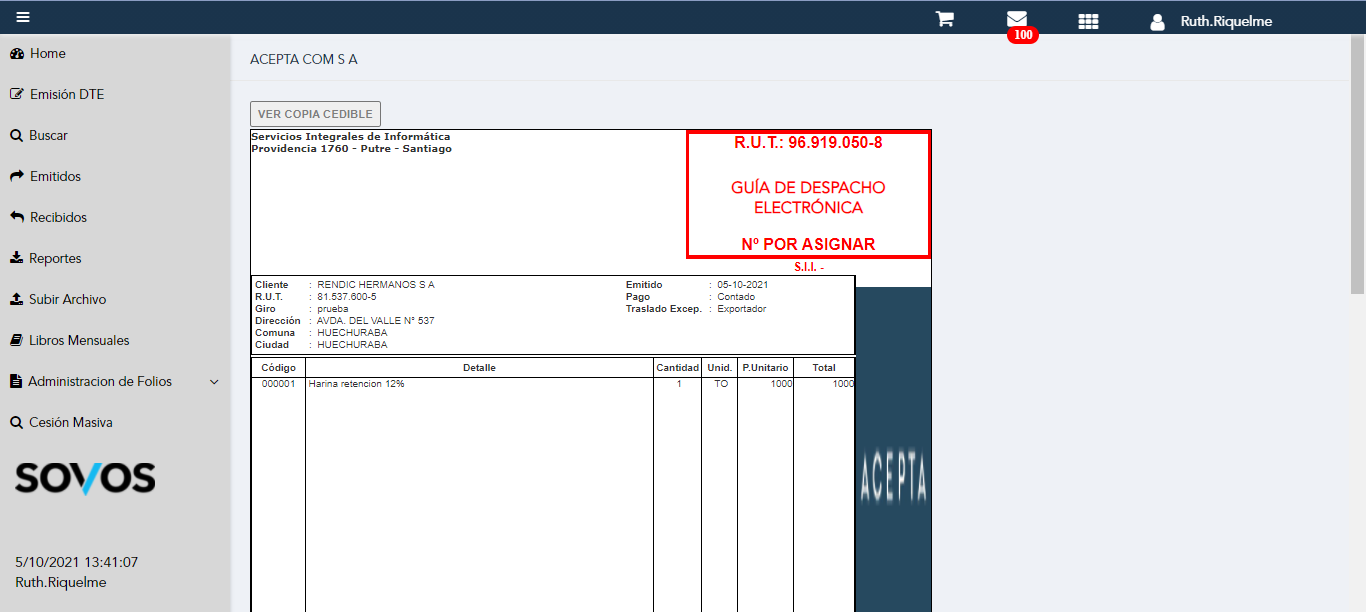 Ruth.Riquelme
100
Home
Emisión DTE
Buscar
Emitidos
Recibidos
Reportes
Subir Archivo
Libros Mensuales
Administracion de Folios
Cesión Masiva
SOVOS
5/10/2021 13:41:07
Ruth.Riquelme
ACEPTA COM S A
VER COPIA CEDIBLE
Servicios Integrales de Informática
Providencia 1760 - Putre - Santiago
R.U.T.: 96.919.050-8
GUÍA DE DESPACHO
ELECTRÓNICA
Nº POR ASIGNAR
S.I.I. -
Cliente : RENDIC HERMANOS S A Emitido : 05-10-2021
R.U.T. : 81.537.600-5 Pago : Contado
Giro : prueba Traslado Excep. : Exportador
Dirección : AVDA. DEL VALLE N° 537
Comuna : HUECHURABA
Ciudad : HUECHURABA
Código Detalle Cantidad Unid. P.Unitario Total
000001 Harina retencion 12% 1 TO 1000 1000
ACEPTA